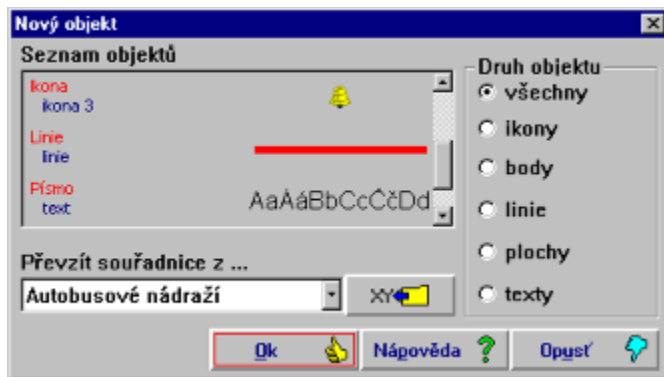 Nový objekt
Seznam objektů
Ikona
ikona 3
Linie
linie
Písmo
text
AaÁáBbCcČčDd
Převzít souřadnice z ...
Autobusové nádraží
XY
Druh objektu
všechny
ikony
body
linie
plochy
texty
Ok
Nápověda
Opusť